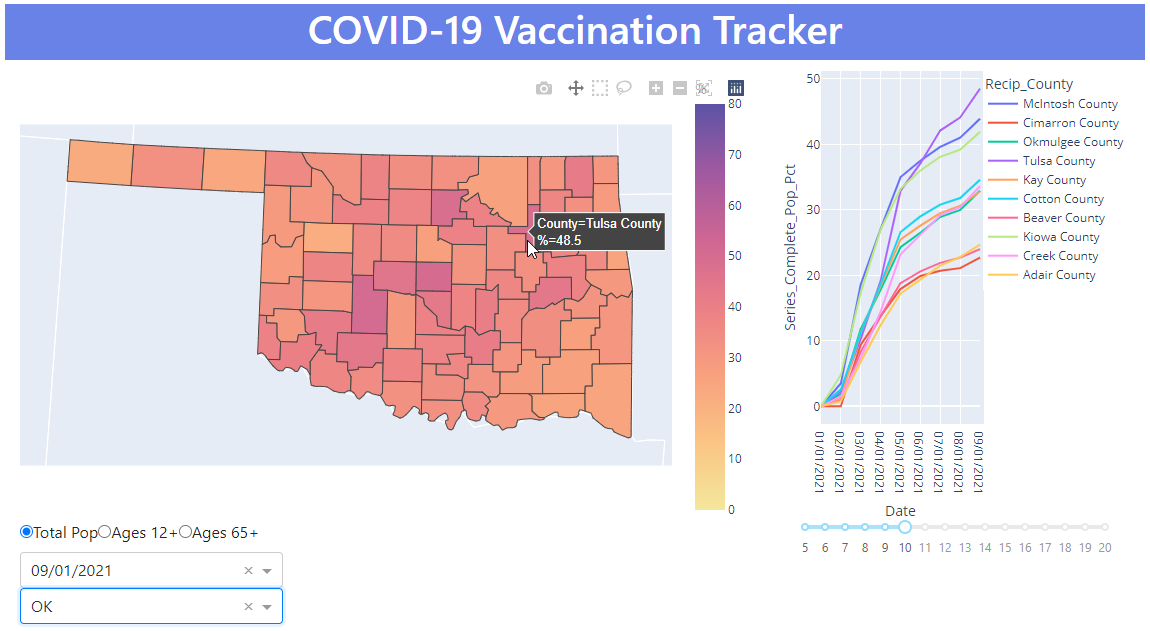 COVID-19 Vaccination Tracker
80
70
60
50
40
30
20
10
0
County=Tulsa County
%=48.5
Total Pop Ages 12+ Ages 65+
09/01/2021
OK
Series_Complete_Pop_Pct
50
40
30
20
10
0
01/01/2021
02/01/2021
03/01/2021
04/01/2021
05/01/2021
06/01/2021
07/01/2021
08/01/2021
09/01/2021
Recip_County
McIntosh County
Cimarron County
Okmulgee County
Tulsa County
Kay County
Cotton County
Beaver County
Kiowa County
Creek County
Adair County
Date
5 6 7 8 9 10 11 12 13 14 15 16 17 18 19 20